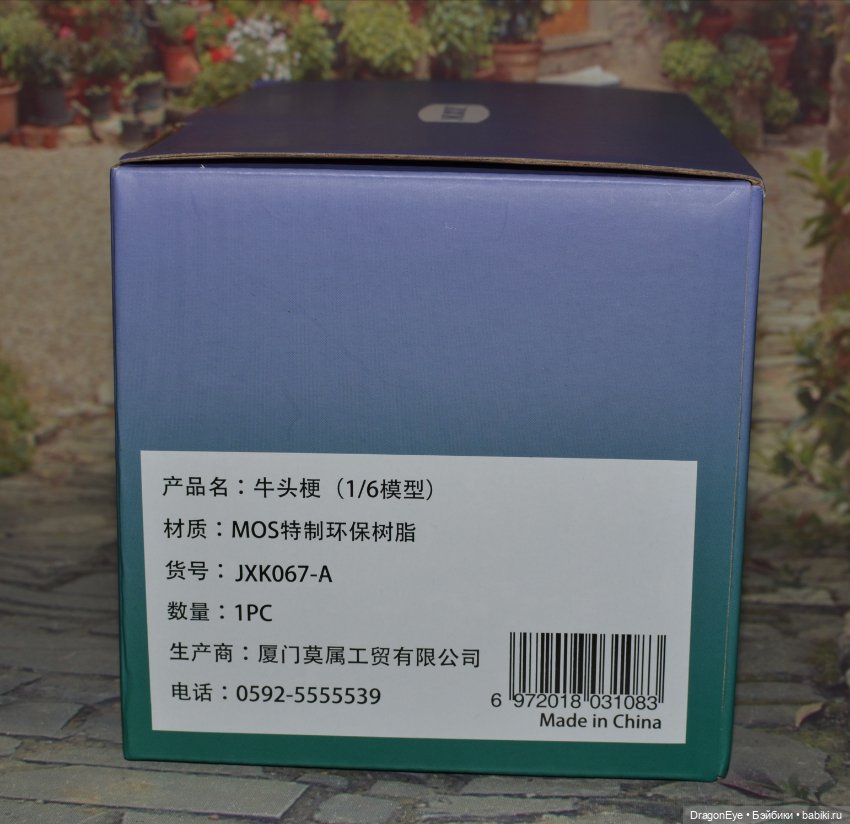 JXK
产品名：牛头梗（1/6模型）
材质：MOS特制环保树脂
货号：JXK067-A
数量：1PC
生产商：厦门莫属工贸有限公司
电话：0592-5555539
6 972018 031083
Made in China
DragonEye • Бэйбики • babiki.ru